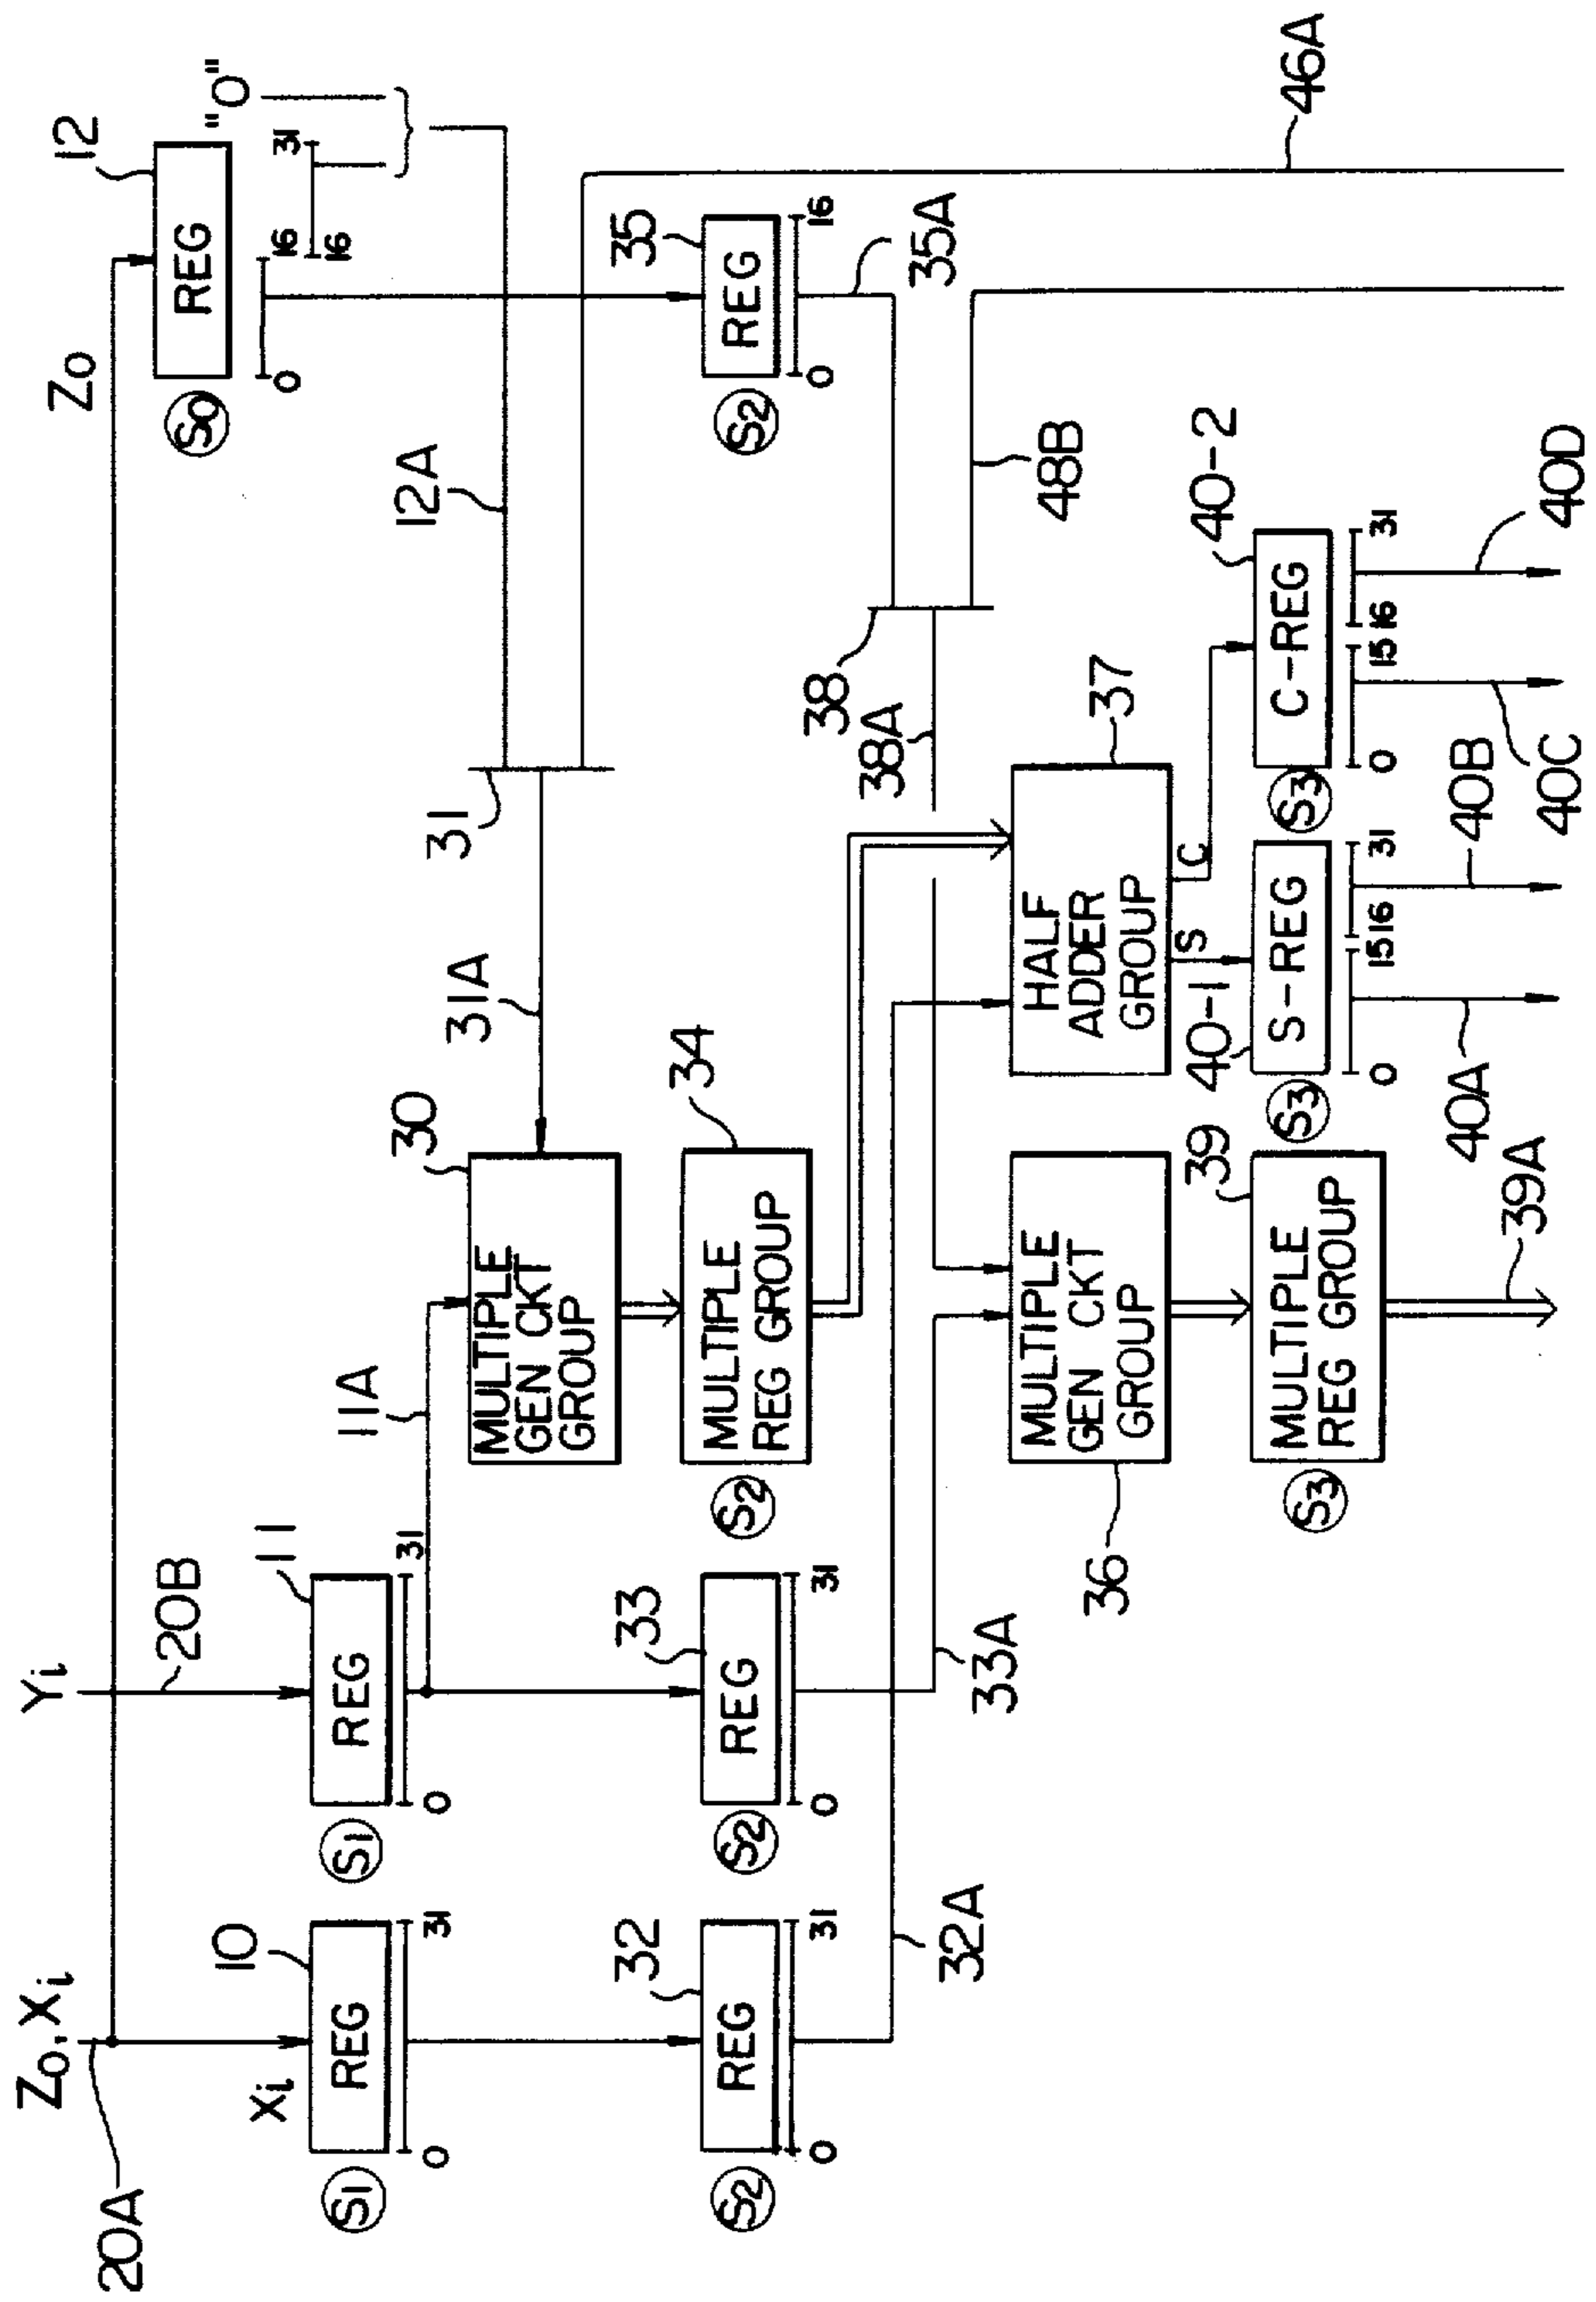 Z0, Xi
Yi
Z0
20A
20B
12
REG
S0
"0"
0
16
16
31
10
Xi
REG
S1
0
31
11
REG
S1
0
31
11A
12A
30
MULTIPLE
GEN CKT
GROUP
31A
31
32
REG
S2
0
31
33
REG
S2
0
31
34
MULTIPLE
REG GROUP
S2
35
REG
S2
0
16
35A
46A
32A
33A
38
38A
48B
36
MULTIPLE
GEN CKT
GROUP
37
HALF
ADDER
GROUP
S
C
39
MULTIPLE
REG GROUP
S3
39A
40-1
S-REG
S3
0
15
16
31
40A
40B
40-2
C-REG
S3
0
15
16
31
40C
40D